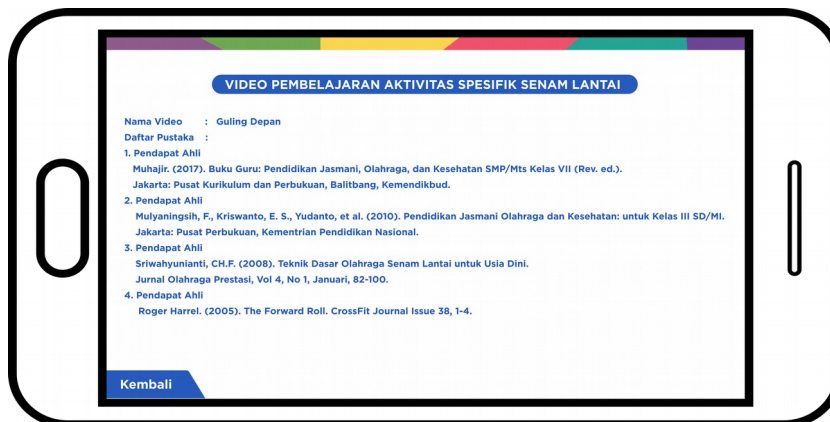 VIDEO PEMBELAJARAN AKTIVITAS SPESIFIK SENAM LANTAI
Nama Video : Guling Depan
Daftar Pustaka :
1. Pendapat Ahli
Muhajir. (2017). Buku Guru: Pendidikan Jasmani, Olahraga, dan Kesehatan SMP/Mts Kelas VII (Rev. ed.).
Jakarta: Pusat Kurikulum dan Perbukuan, Balitbang, Kemendikbud.
2. Pendapat Ahli
Mulyaningsih, F., Kriswanto, E. S., Yudanto, et al. (2010). Pendidikan Jasmani Olahraga dan Kesehatan: untuk Kelas III SD/MI.
Jakarta: Pusat Perbukuan, Kementrian Pendidikan Nasional.
3. Pendapat Ahli
Sriwahyunianti, CH.F. (2008). Teknik Dasar Olahraga Senam Lantai untuk Usia Dini.
Jurnal Olahraga Prestasi, Vol 4, No 1, Januari, 82-100.
4. Pendapat Ahli
Roger Harrel. (2005). The Forward Roll. CrossFit Journal Issue 38, 1-4.
Kembali